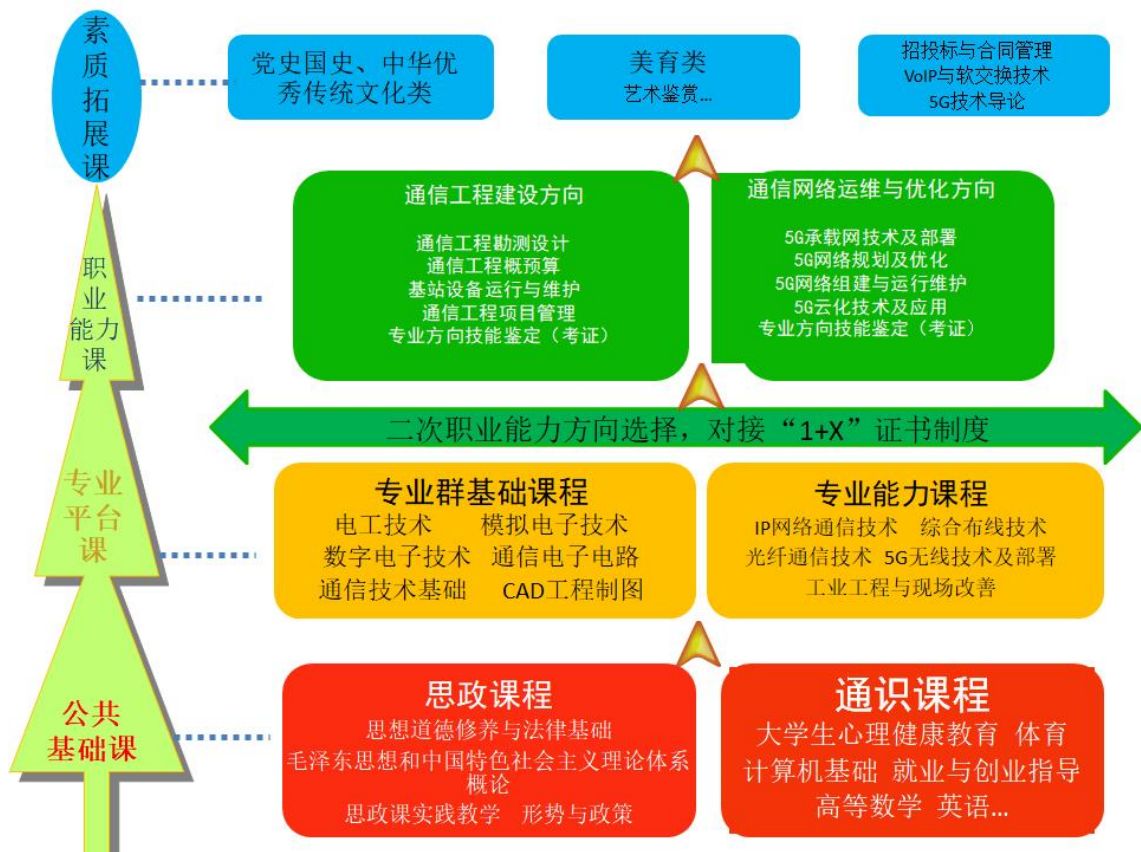 素质拓展课
党史国史、中华优
秀传统文化类
美育类
艺术鉴赏...
招投标与合同管理
VoIP与软交换技术
5G技术导论
职业
能力
课
通信工程建设方向
通信工程勘测设计
通信工程概预算
基站设备运行与维护
通信工程项目管理
专业方向技能鉴定（考证）
通信网络运维与优化方向
5G承载网技术及部署
5G网络规划及优化
5G网络组建与运行维护
5G云化技术及应用
专业方向技能鉴定（考证）
二次职业能力方向选择，对接“1+X”证书制度
专业
平台
课
专业群基础课程
电工技术 模拟电子技术
数字电子技术 通信电子电路
通信技术基础 CAD工程制图
专业能力课程
IP网络通信技术 综合布线技术
光纤通信技术 5G无线技术及部署
工业工程与现场改善
公共
基础课
思政课程
思想道德修养与法律基础
毛泽东思想和中国特色社会主义理论体系
概论
思政课实践教学 形势与政策
通识课程
大学生心理健康教育 体育
计算机基础 就业与创业指导
高等数学 英语...